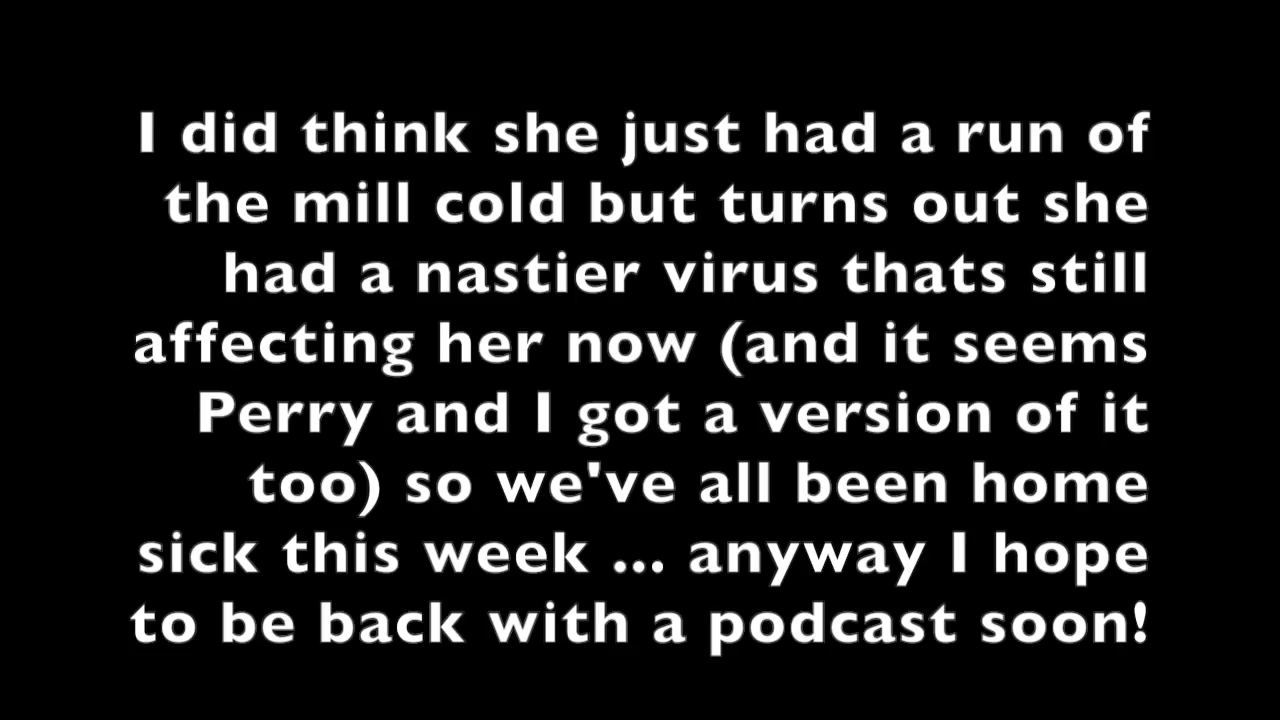 I did think she just had a run of
the mill cold but turns out she
had a nastier virus thats still
affecting her now (and it seems
Perry and I got a version of it
too) so we've all been home
sick this week ... anyway I hope
to be back with a podcast soon!